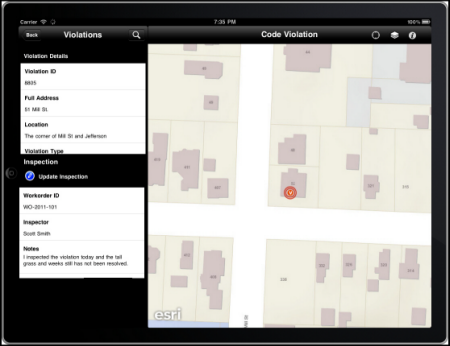 Carrier
7:35 PM
100%
Back
Violations
Code Violation
Violation Details
Violation ID
8835
Full Address
51 Mill St.
Location
The corner of Mill St and Jefferson
Violation Type
Inspection
Update Inspection
Workorder ID
WO-2011-101
Inspector
Scott Smith
Notes
I inspected the violation today and the tall
grass and weeds still has not been resolved.
esri